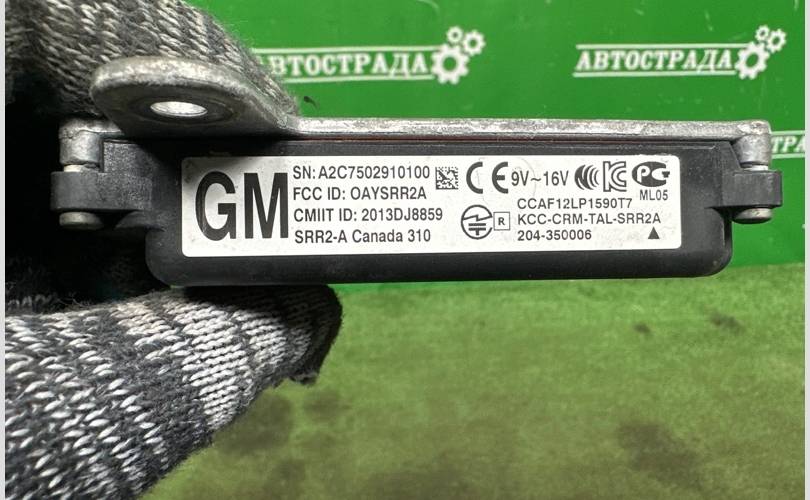 АВТОСТРАДА
АВТОСТРАДА
GM
SN: A2C7502910100
FCC ID: OAYSRR2A
CMIIT ID: 2013DJ8859
SRR2-A Canada 310
CE 9V~16V
ML05
CCAF12LP1590T7
R KCC-CRM-TAL-SRR2A
204-350006